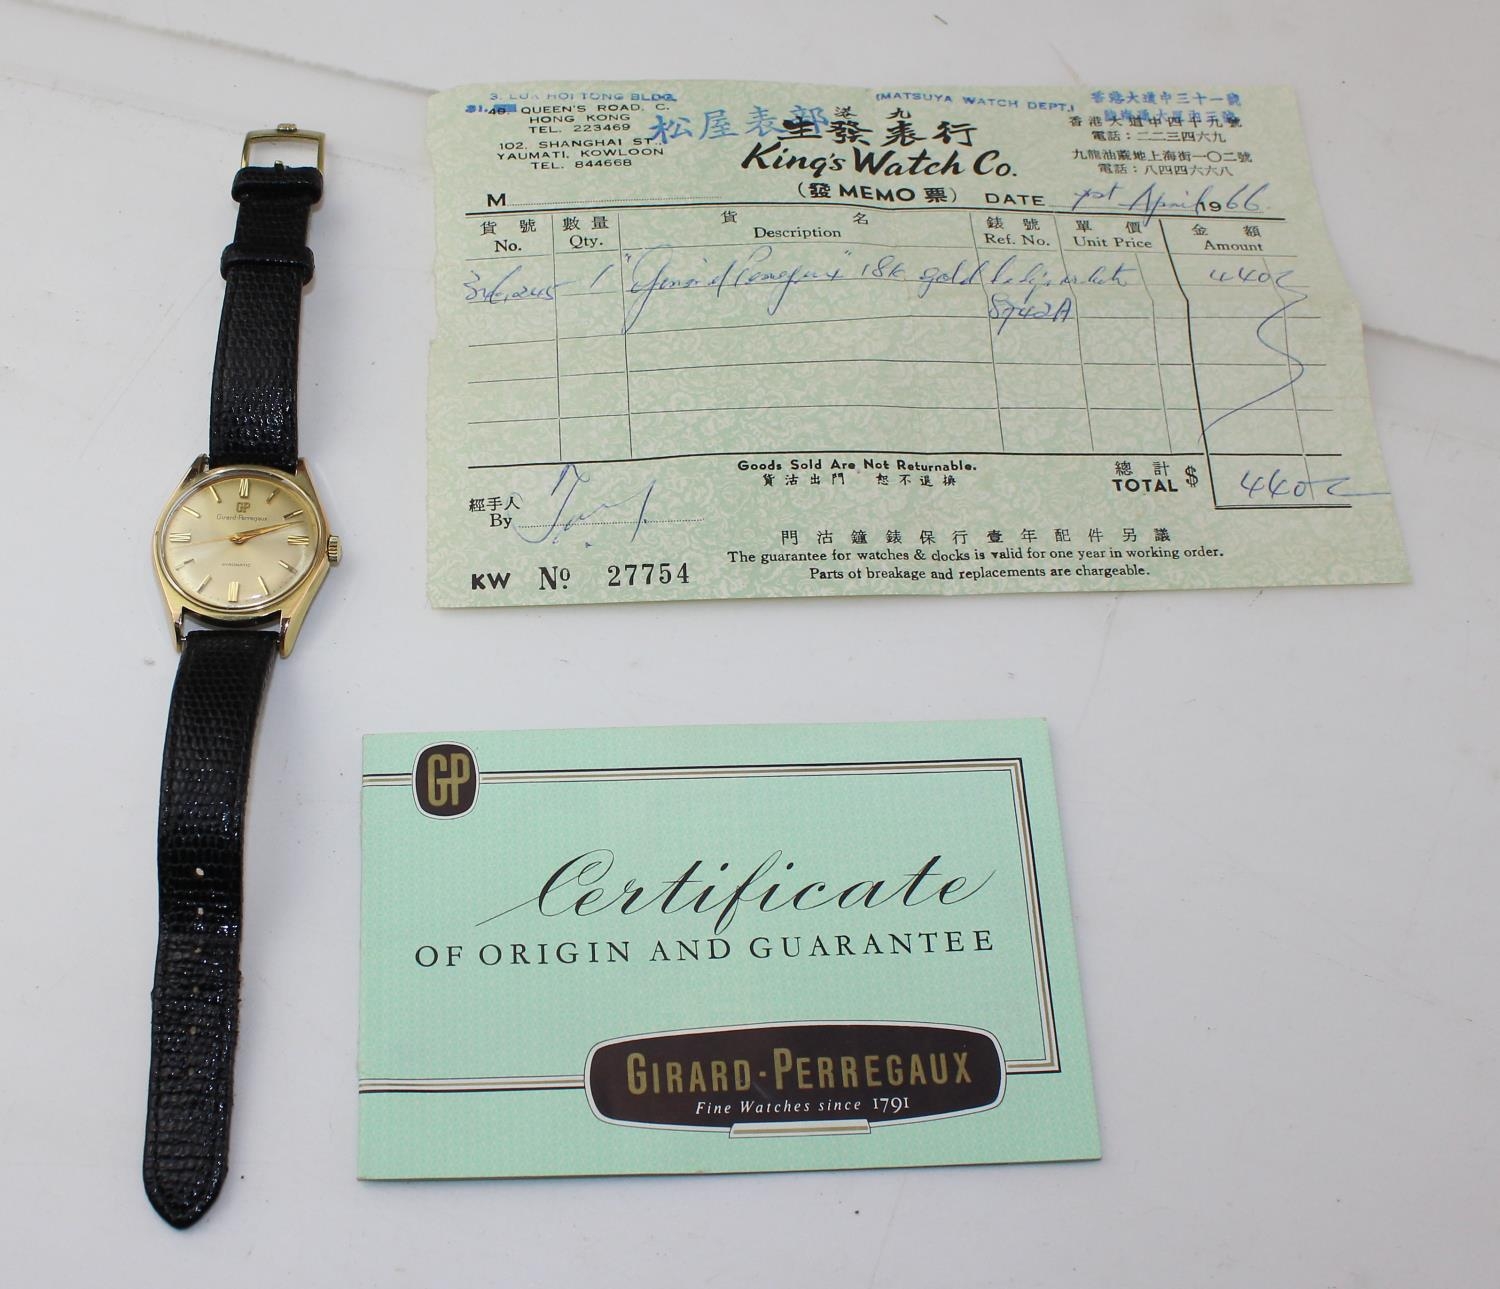 GP
Girard-Perregaux
GYROMATIC
3. LUK HOI TONG BLDG.
31. 49. QUEEN'S ROAD, C.
HONG KONG
TEL. 223469
102, SHANGHAI ST.,
YAUMATI, KOWLOON
TEL. 844668
松屋表部
港九
生發表行
King's Watch Co.
(發 MEMO 票)
(MATSUYA WATCH DEPT.)
香港大道中三十一號
香港大道中四十九號
電話:二二三四六九
九龍油蔴地上海街一〇二號
電話:八四四六六八
M
DATE April 1966
貨號 數量 貨名 錶號 單價 金額
No. Qty. Description Ref. No. Unit Price Amount
1 "Girard Perregaux" 18k gold 440
8742A
Goods Sold Are Not Returnable.
貨沽出門 恕不退換
總計
TOTAL $ 440
經手人
By
門沽鐘錶保行壹年配件另議
The guarantee for watches & clocks is valid for one year in working order.
Parts of breakage and replacements are chargeable.
KW Nº 27754
GP
Certificate
OF ORIGIN AND GUARANTEE
GIRARD-PERREGAUX
Fine Watches since 1791